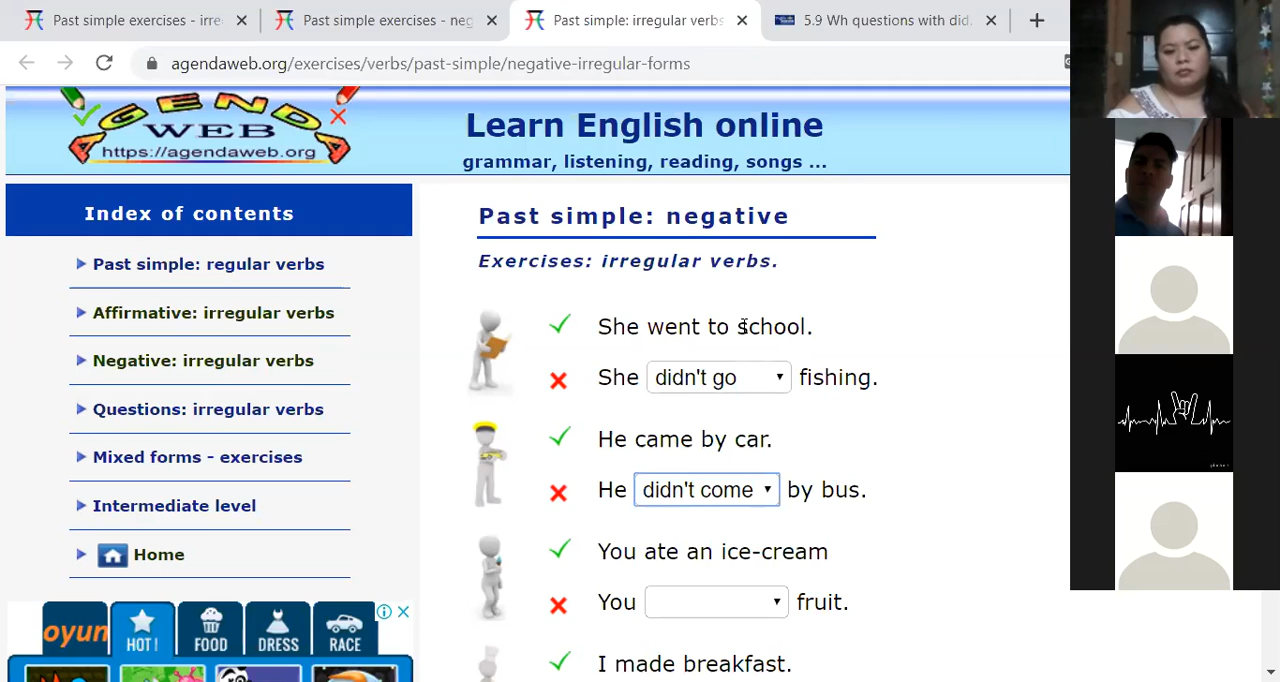 Past simple exercises - irre
Past simple exercises - neg
Past simple: irregular verbs
5.9 Wh questions with did.
agendaweb.org/exercises/verbs/past-simple/negative-irregular-forms
AGENDA
WEB
https://agendaweb.org
Learn English online
grammar, listening, reading, songs ...
Index of contents
Past simple: regular verbs
Affirmative: irregular verbs
Negative: irregular verbs
Questions: irregular verbs
Mixed forms - exercises
Intermediate level
Home
oyun
HOT!
FOOD
DRESS
RACE
Past simple: negative
Exercises: irregular verbs.
She went to school.
She didn't go fishing.
He came by car.
He didn't come by bus.
You ate an ice-cream
You fruit.
I made breakfast.